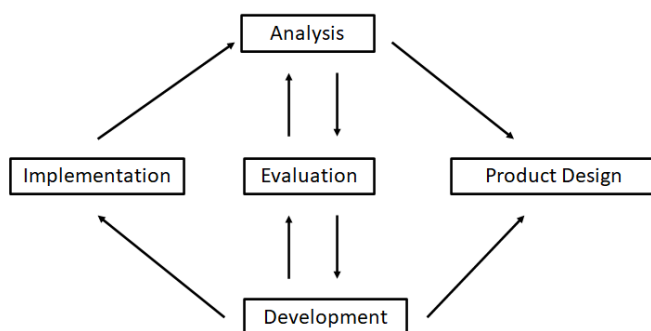 Analysis
Implementation
Evaluation
Product Design
Development